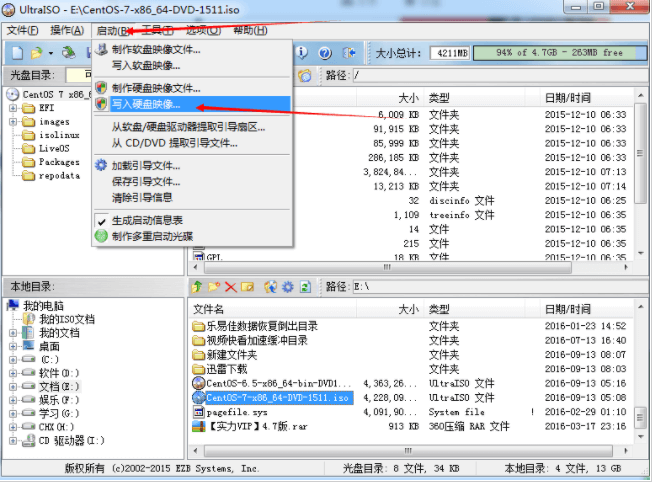 UltraISO - E:\CentOS-7-x86_64-DVD-1511.iso
文件(F) 操作(A) 启动(B) 工具(T) 选项(O) 帮助(H)
大小总计: 4211MB 94% of 4.7GB - 263MB free
光盘目录: 可 路径: /
制作软盘映像文件...
写入软盘映像...
制作硬盘映像文件...
写入硬盘映像...
从软盘/硬盘驱动器提取引导扇区...
从 CD/DVD 提取引导文件...
加载引导文件...
保存引导文件...
清除引导信息
生成启动信息表
制作多重启动光碟
CentOS 7 x86_6
EFI
images
isolinux
LiveOS
Packages
repodata
大小 类型 日期/时间
6,009 KB 文件夹 2015-12-10 06:33
91,915 KB 文件夹 2015-12-10 06:33
85,999 KB 文件夹 2015-12-10 06:33
286,185 KB 文件夹 2015-12-10 06:33
3,824,84... 文件夹 2015-12-10 07:13
13,213 KB 文件夹 2015-12-10 07:14
32 discinfo 文件 2015-12-10 06:25
1,109 treeinfo 文件 2015-12-10 06:35
14 文件 2015-12-10 06:35
215 文件 2015-12-10 06:35
GPL 18 KB 文件 2015-12-10 06:35
本地目录: 路径: E:\
我的电脑
我的ISO文档
我的文档
桌面
(C:)
软件(D:)
文档(E:)
娱乐(F:)
学习(G:)
CHX(H:)
CD 驱动器(I:)
文件名 大小 类型 日期/时间
乐易佳数据恢复倒出目录 文件夹 2016-01-23 14:52
视频快看加速缓冲目录 文件夹 2016-07-13 16:40
新建文件夹 文件夹 2016-09-13 08:07
迅雷下载 文件夹 2016-09-13 08:03
CentOS-6.5-x86_64-bin-DVD1... 4,363,26... UltraISO 文件 2016-09-13 05:16
CentOS-7-x86_64-DVD-1511.iso 4,228,09... UltraISO 文件 2016-09-13 05:08
pagefile.sys 4,091,90... System file ! 2016-02-29 01:10
【实力VIP】4.7版.rar 913 KB 360压缩 RAR 文件 2016-03-17 23:16
版权所有 (c)2002-2015 EZB Systems, Inc. 光盘目录: 8 文件, 34 KB 本地目录: 4 文件, 13 GB